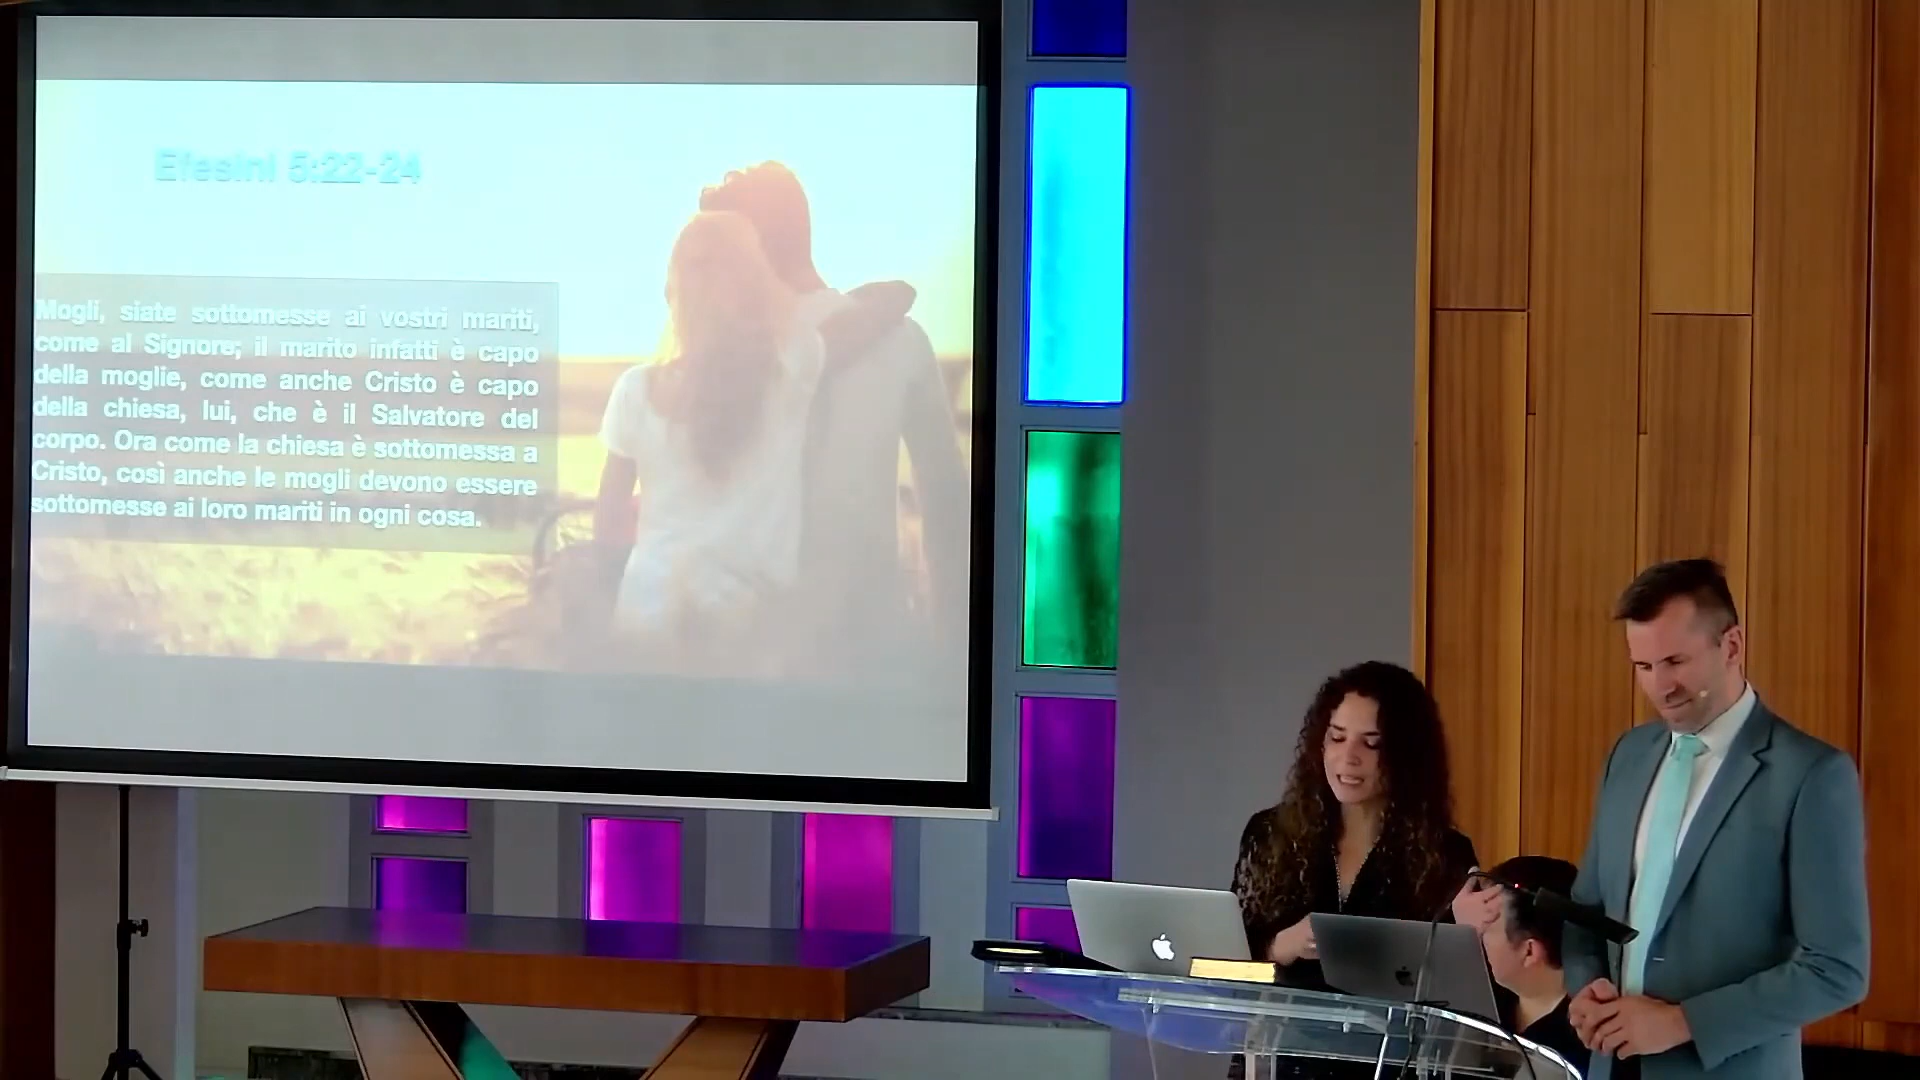 Efesini 5:22-24
Mogli, siate sottomesse ai vostri mariti,
come al Signore; il marito infatti è capo
della moglie, come anche Cristo è capo
della chiesa, lui, che è il Salvatore del
corpo. Ora come la chiesa è sottomessa a
Cristo, così anche le mogli devono essere
sottomesse ai loro mariti in ogni cosa.